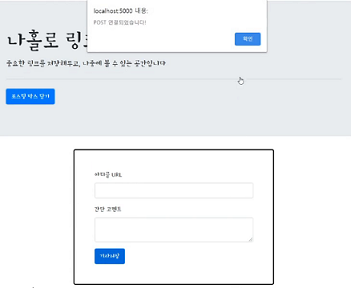 localhost:5000 내용:
POST 연결되었습니다!
확인
나홀로 링크
중요한 링크를 저장해두고, 나중에 볼 수 있는 공간입니다
포스팅 박스 닫기
아티클 URL
간단 코멘트
기사저장